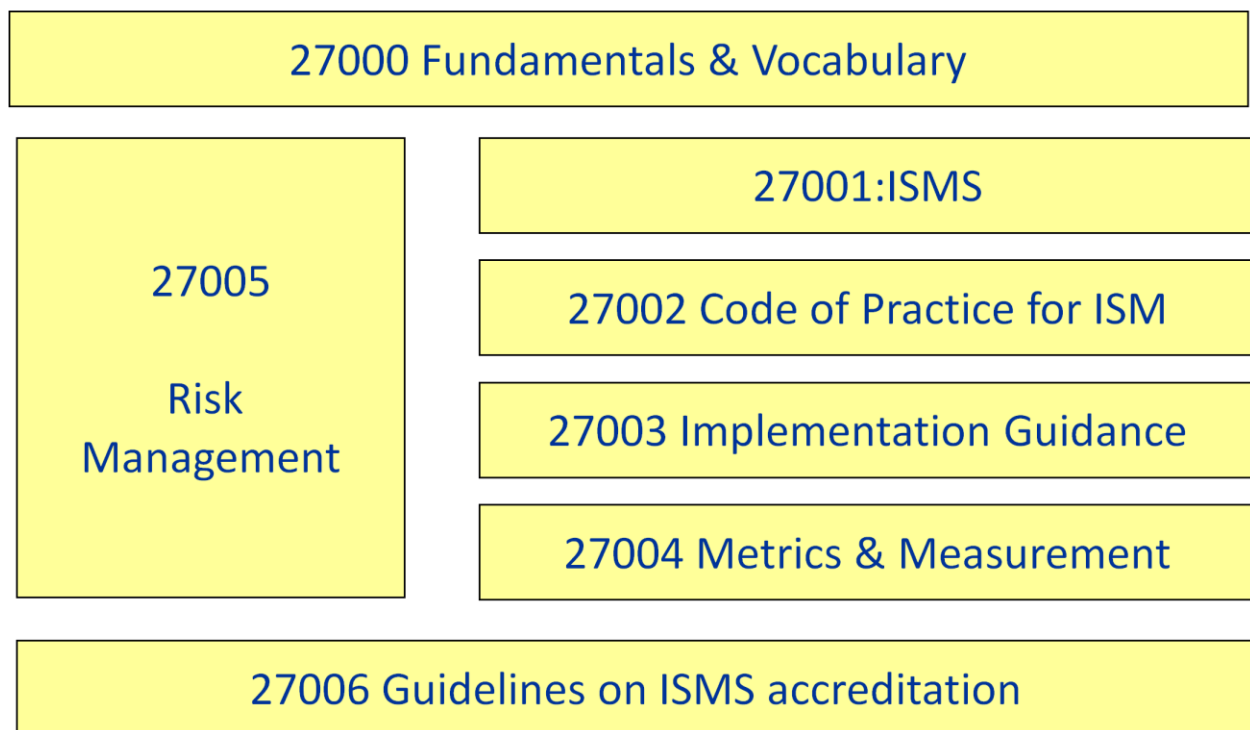 27000 Fundamentals & Vocabulary
27005
Risk
Management
27001:ISMS
27002 Code of Practice for ISM
27003 Implementation Guidance
27004 Metrics & Measurement
27006 Guidelines on ISMS accreditation